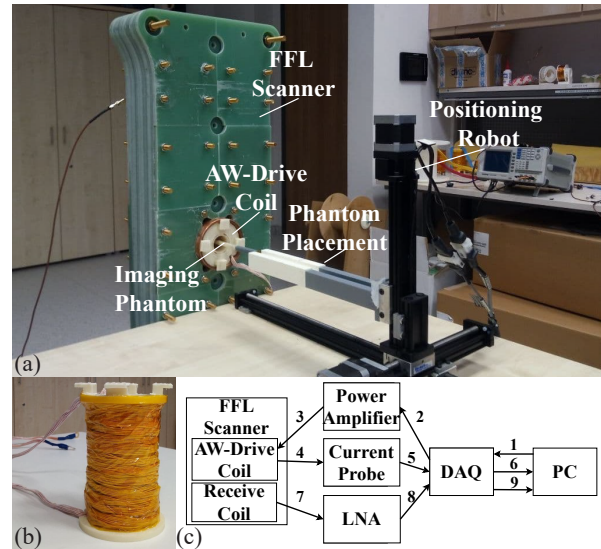 FFL
Scanner
Positioning
Robot
AW-Drive
Coil
Phantom
Placement
Imaging
Phantom
(a)
(b)
FFL
Scanner
AW-Drive
Coil
Receive
Coil
Power
Amplifier
Current
Probe
LNA
DAQ
PC
3
2
4
5
1
6
9
7
8
(c)